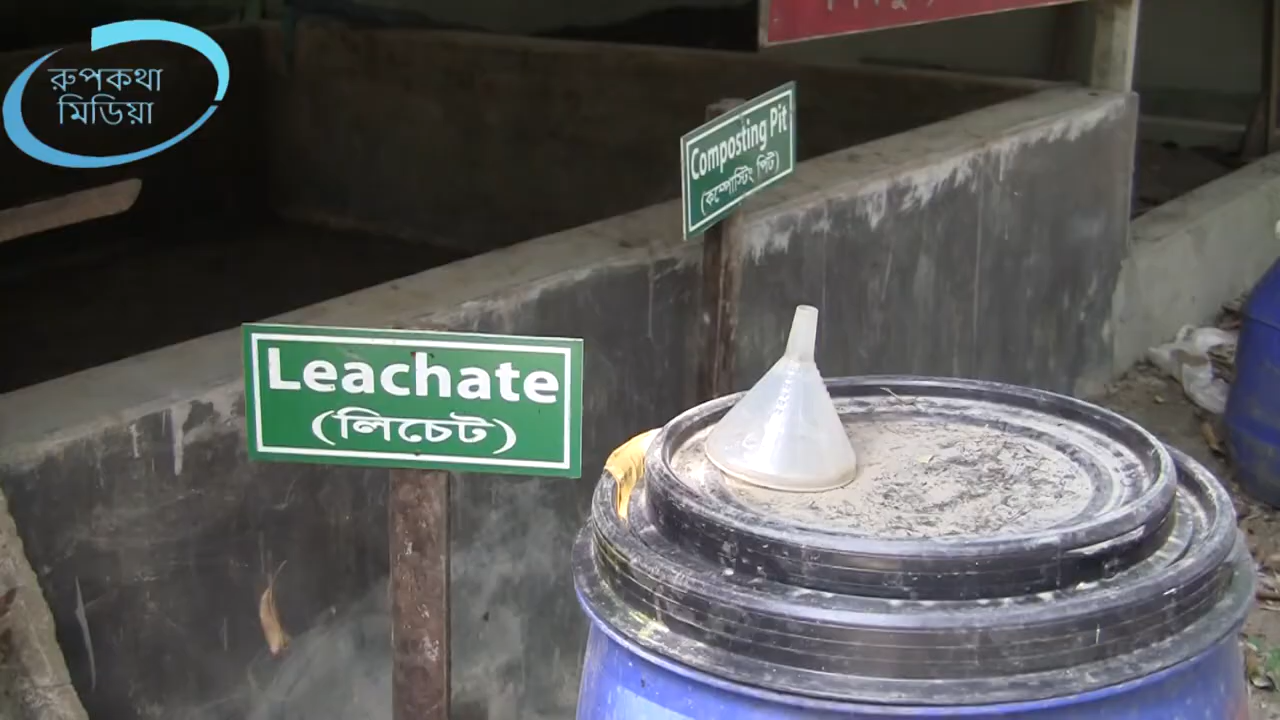 রুপকথা
মিডিয়া
Composting Pit
(কম্পোস্টিং পিট)
Leachate
(লিচেট)